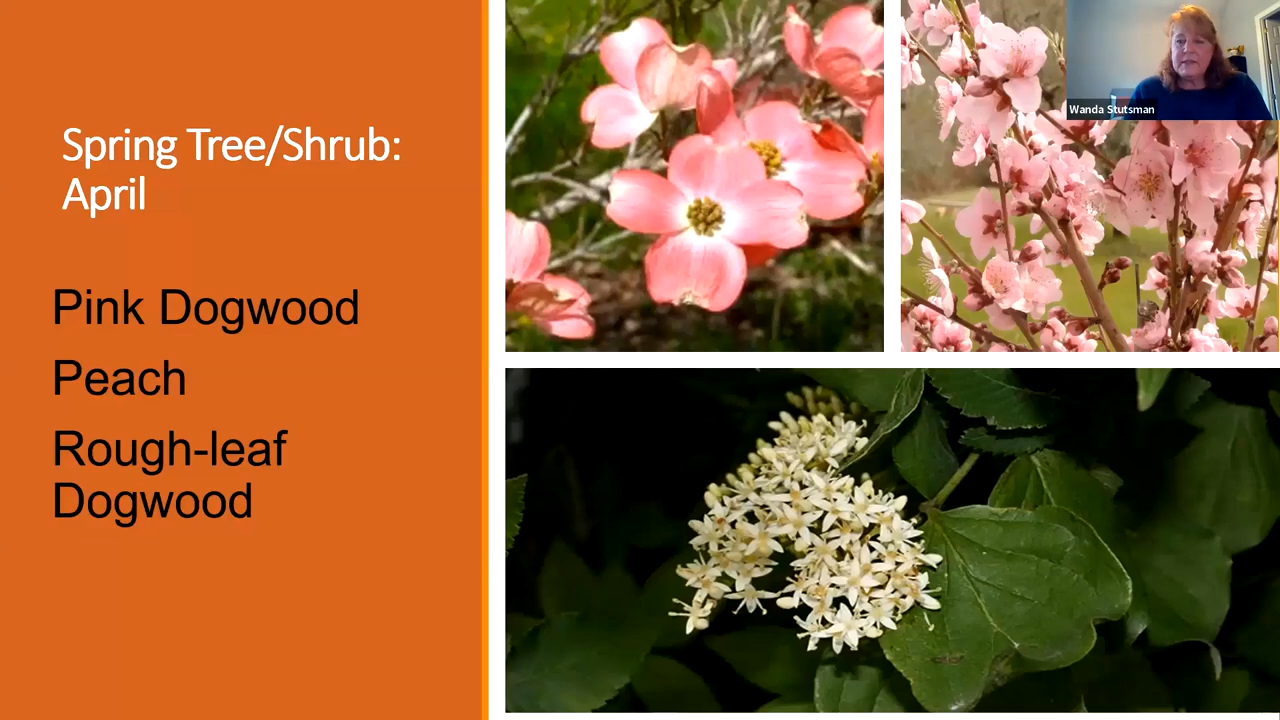 Spring Tree/Shrub:
April
Pink Dogwood
Peach
Rough-leaf
Dogwood
Wanda Stutsman